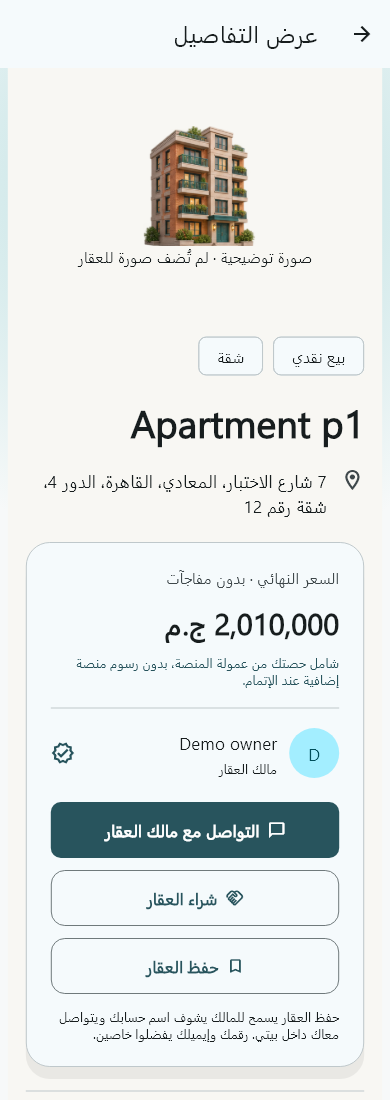 عرض التفاصيل
صورة توضيحية · لم تُضف صورة للعقار
بيع نقدي
شقة
Apartment p1
7 شارع الاختبار، المعادي، القاهرة، الدور 4،
شقة رقم 12
السعر النهائي · بدون مفاجآت
2,010,000 ج.م
شامل حصتك من عمولة المنصة، بدون رسوم منصة
إضافية عند الإتمام.
D
Demo owner
مالك العقار
التواصل مع مالك العقار
شراء العقار
حفظ العقار
حفظ العقار يسمح للمالك يشوف اسم حسابك ويتواصل
معاك داخل بيتي. رقمك وإيميلك يفضلوا خاصين.